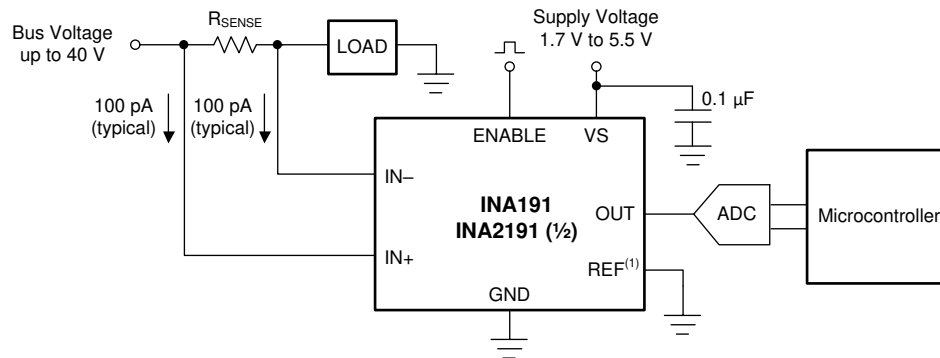 Bus Voltage
up to 40 V
RSENSE
LOAD
Supply Voltage
1.7 V to 5.5 V
100 pA
(typical)
100 pA
(typical)
0.1 µF
ENABLE
VS
IN–
INA191
INA2191 (½)
OUT
ADC
Microcontroller
IN+
REF(1)
GND